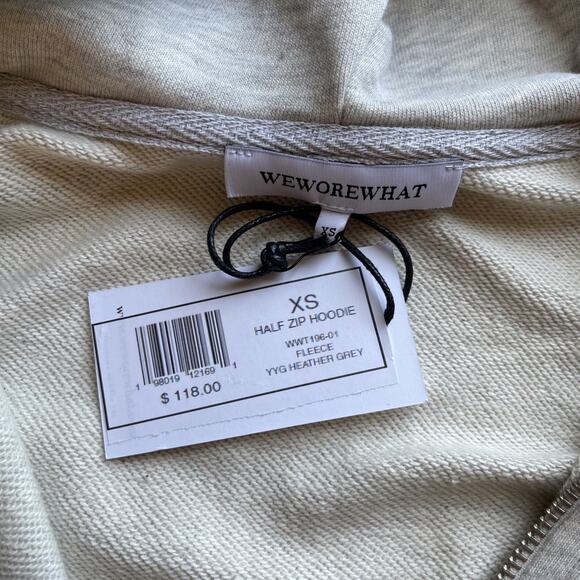 WEWOREWHAT
XS
XS
HALF ZIP HOODIE
WWT196-01
FLEECE
YYG HEATHER GREY
1 98019 12169 1
$ 118.00
W